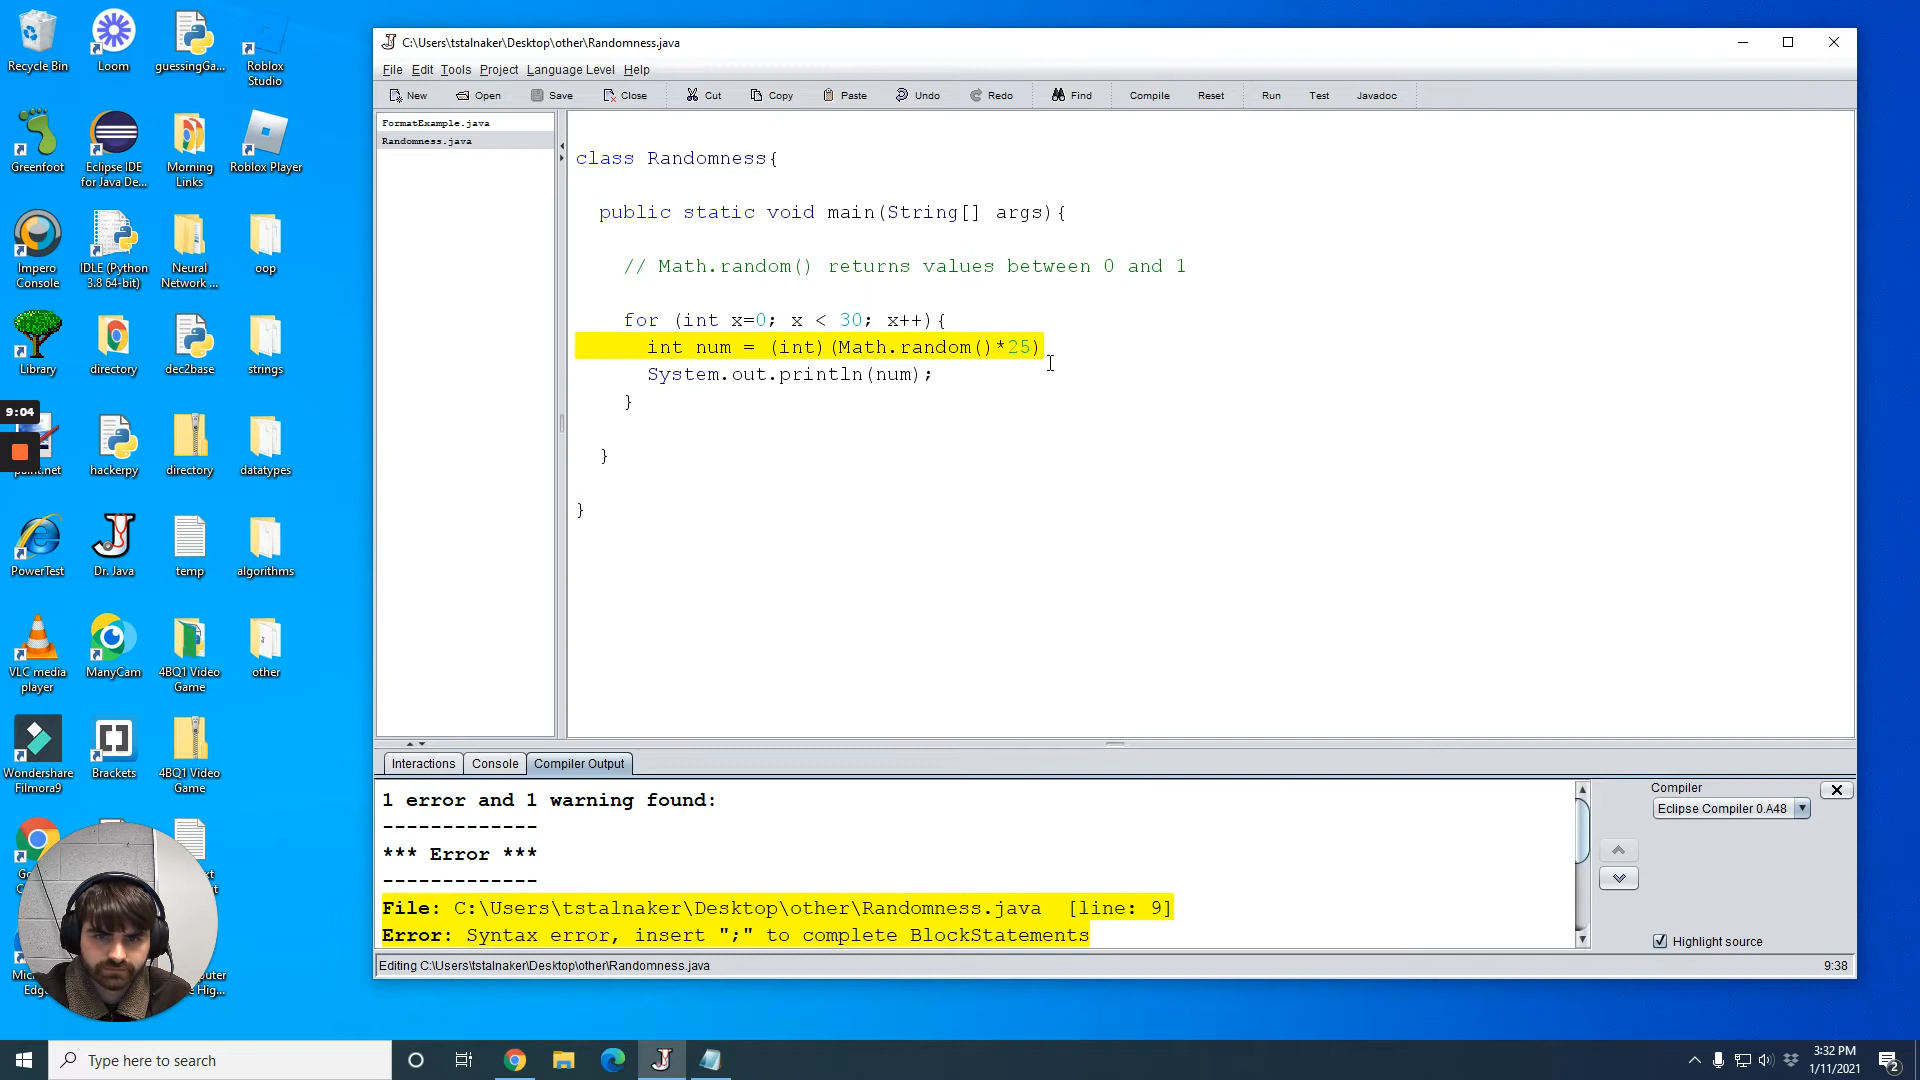 Recycle Bin
Loom
guessingGa...
Roblox Studio
Greenfoot
Eclipse IDE for Java De...
Morning Links
Roblox Player
Impero Console
IDLE (Python 3.8 64-bit)
Neural Network ...
oop
Library
directory
dec2base
strings
9:04
paint.net
hackerpy
directory
datatypes
PowerTest
Dr. Java
temp
algorithms
VLC media player
ManyCam
4BQ1 Video Game
other
Wondershare Filmora9
Brackets
4BQ1 Video Game
C:\Users\tstalnaker\Desktop\other\Randomness.java
File Edit Tools Project Language Level Help
New Open Save Close Cut Copy Paste Undo Redo Find Compile Reset Run Test Javadoc
FormatExample.java
Randomness.java
class Randomness{
public static void main(String[] args){
// Math.random() returns values between 0 and 1
for (int x=0; x < 30; x++){
int num = (int)(Math.random()*25)
System.out.println(num);
}
}
}
Interactions Console Compiler Output
1 error and 1 warning found:
-------------
*** Error ***
-------------
File: C:\Users\tstalnaker\Desktop\other\Randomness.java [line: 9]
Error: Syntax error, insert ";" to complete BlockStatements
Compiler
Eclipse Compiler 0.A48
Highlight source
Editing C:\Users\tstalnaker\Desktop\other\Randomness.java
9:38
Type here to search
3:32 PM
1/11/2021
2